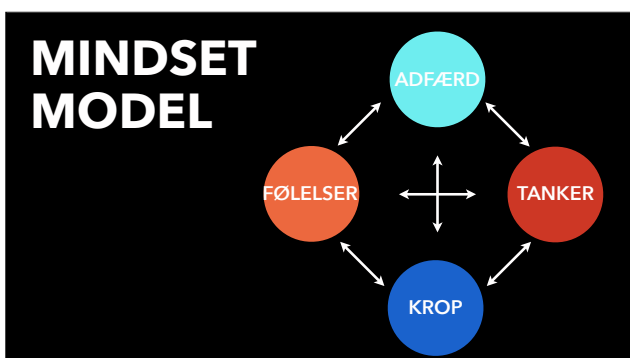 MINDSET
MODEL
ADFÆRD
FØLELSER
TANKER
KROP